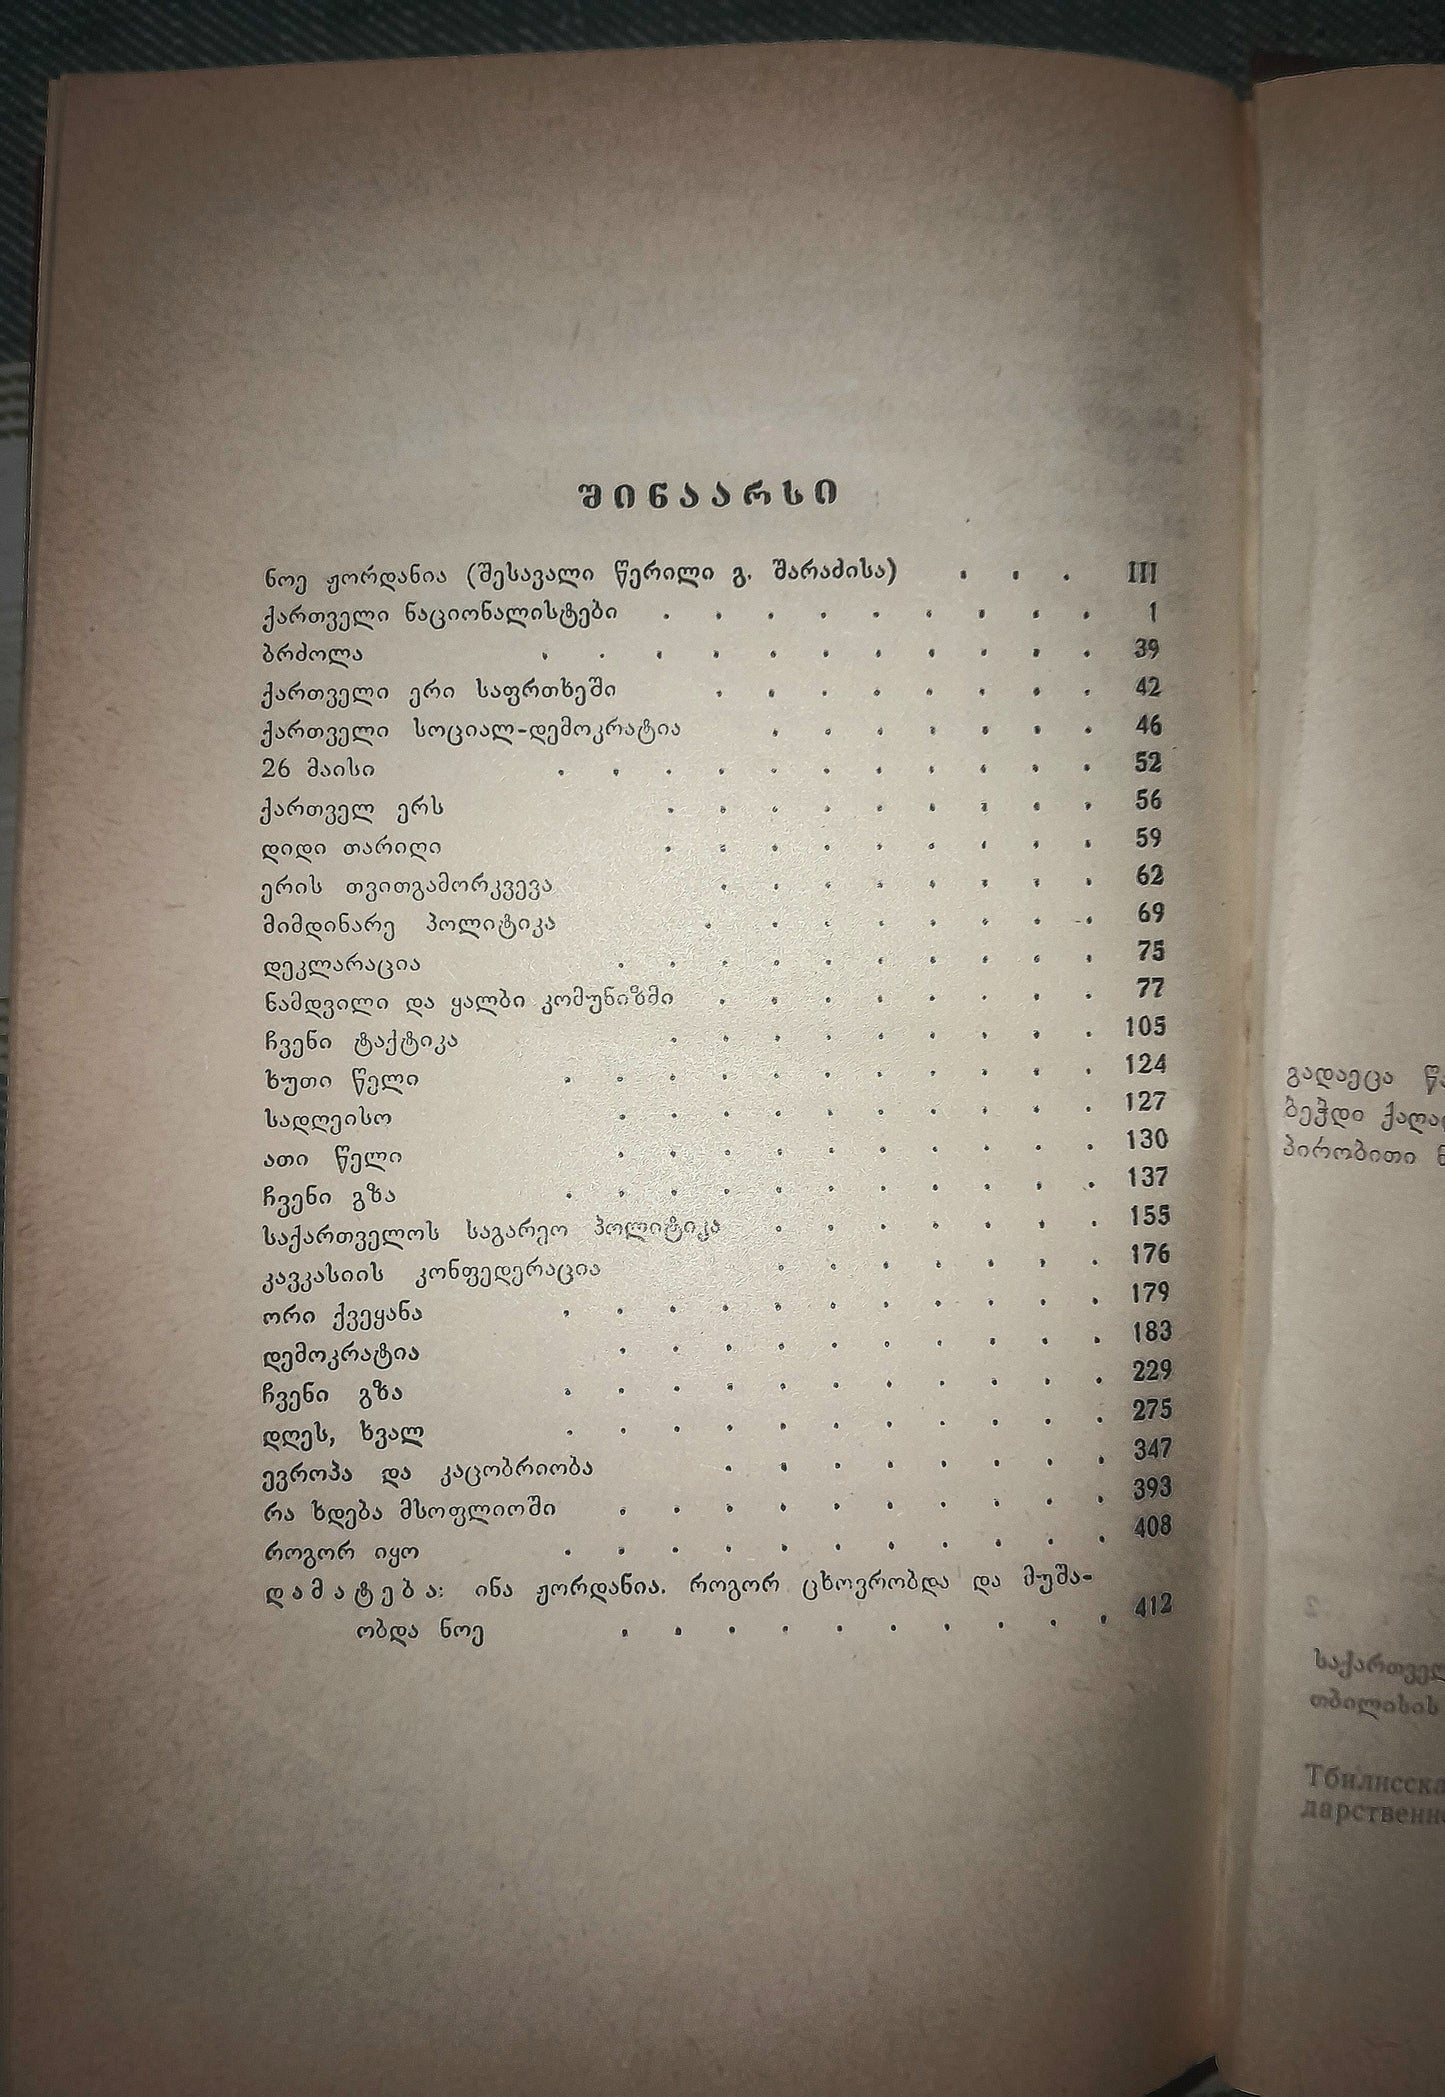 შინაარსი
ნოე ჟორდანია (შესავალი წერილი გ. შარაძისა) . . . III
ქართველი ნაციონალისტები . . . . . . . . . 1
ბრძოლა . . . . . . . . . . . 39
ქართველი ერი საფრთხეში . . . . . . . . 42
ქართველი სოციალ-დემოკრატია . . . . . . . 46
26 მაისი . . . . . . . . . . . 52
ქართველ ერს . . . . . . . . . 56
დიდი თარიღი . . . . . . . . . 59
ერის თვითგამორკვევა . . . . . . . . 62
მიმდინარე პოლიტიკა . . . . . . . . 69
დეკლარაცია . . . . . . . . . . 75
ნამდვილი და ყალბი კომუნიზმი . . . . . . . . 77
ჩვენი ტაქტიკა . . . . . . . . . 105
ხუთი წელი . . . . . . . . . . . 124
სადღეისო . . . . . . . . . . 127
ათი წელი . . . . . . . . . . 130
ჩვენი გზა . . . . . . . . . . . 137
საქართველოს საგარეო პოლიტიკა . . . . . . . 155
კავკასიის კონფედერაცია . . . . . . . 176
ორი ქვეყანა . . . . . . . . . . . 179
დემოკრატია . . . . . . . . . . 183
ჩვენი გზა . . . . . . . . . . . 229
დღეს, ხვალ . . . . . . . . . . . 275
ევროპა და კაცობრიობა . . . . . . . . 347
რა ხდება მსოფლიოში . . . . . . . . . . 393
როგორ იყო . . . . . . . . . . . 408
დამატება: ინა ჟორდანია. როგორ ცხოვრობდა და მუშა-
ობდა ნოე . . . . . . . . . . 412
გადაეცა
ბეჭდი
პირობითი
თბილისის